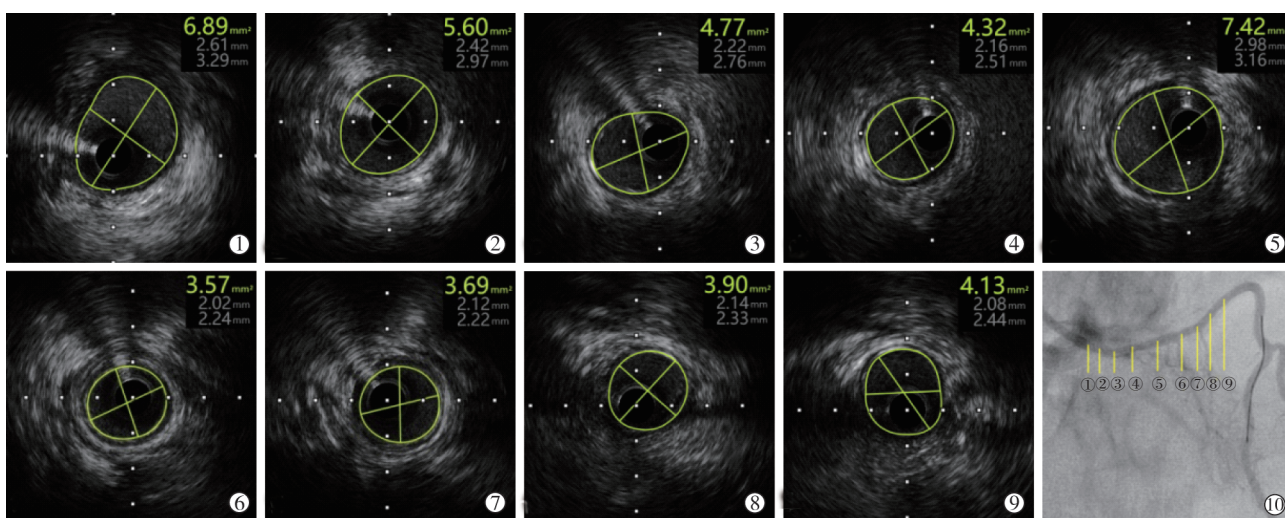 6.89mm²
2.61mm
3.29mm
①
5.60mm²
2.42mm
2.97mm
②
4.77mm²
2.22mm
2.76mm
③
4.32mm²
2.16mm
2.51mm
④
7.42mm²
2.98mm
3.16mm
⑤
3.57mm²
2.02mm
2.24mm
⑥
3.69mm²
2.12mm
2.22mm
⑦
3.90mm²
2.14mm
2.33mm
⑧
4.13mm²
2.08mm
2.44mm
⑨
①②③④⑤⑥⑦⑧⑨
⑩